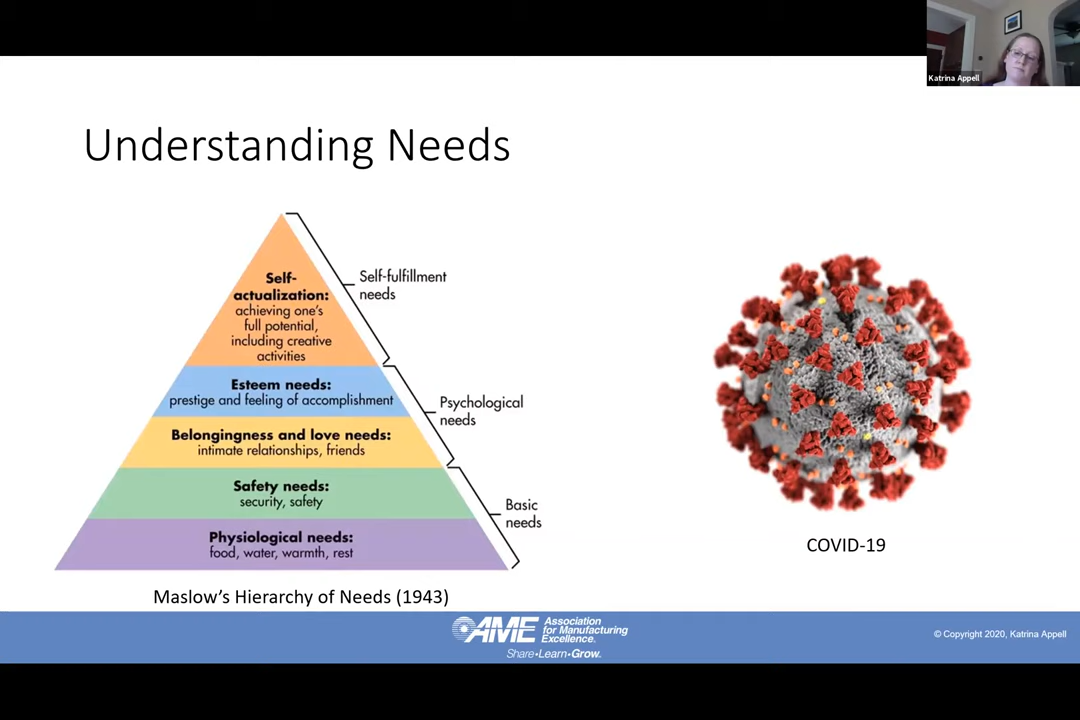 Katrina Appell
Understanding Needs
Self-
actualization:
achieving one's
full potential,
including creative
activities
Self-fulfillment
needs
Esteem needs:
prestige and feeling of accomplishment
Psychological
needs
Belongingness and love needs:
intimate relationships, friends
Safety needs:
security, safety
Basic
needs
Physiological needs:
food, water, warmth, rest
Maslow's Hierarchy of Needs (1943)
COVID-19
AME Association
for Manufacturing
Excellence.
Share•Learn•Grow.
© Copyright 2020, Katrina Appell